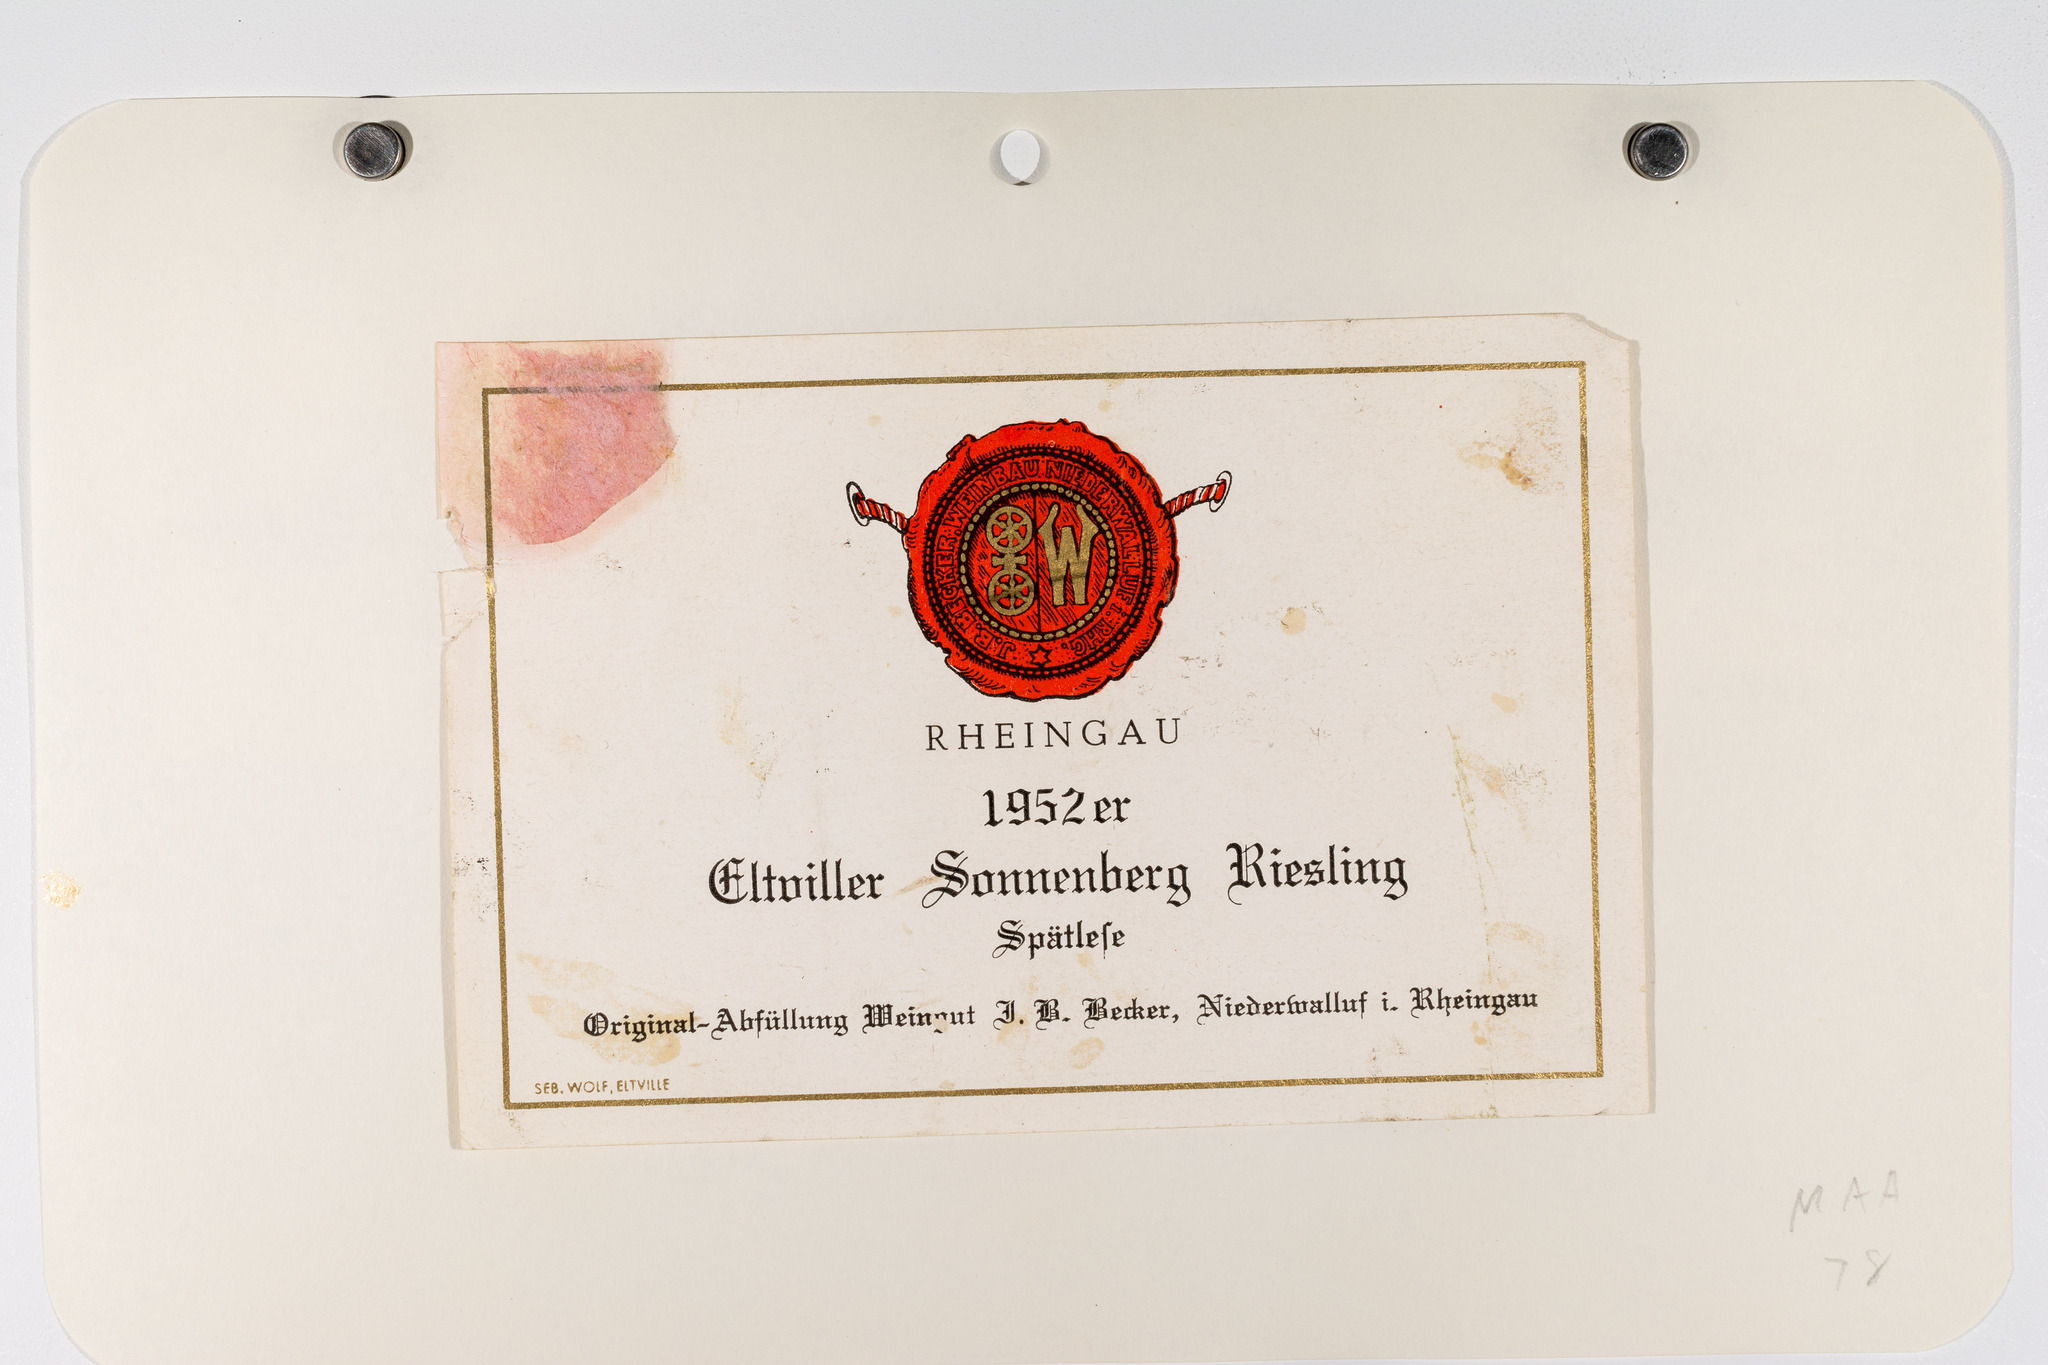 J. B. BECKER · WEINBAU NIEDERWALLUF i. RHG.
W
RHEINGAU
1952er
Eltviller Sonnenberg Riesling
Spätleſe
Original-Abfüllung Weingut J. B. Becker, Niederwalluf i. Rheingau
SEB. WOLF, ELTVILLE
MAA
78